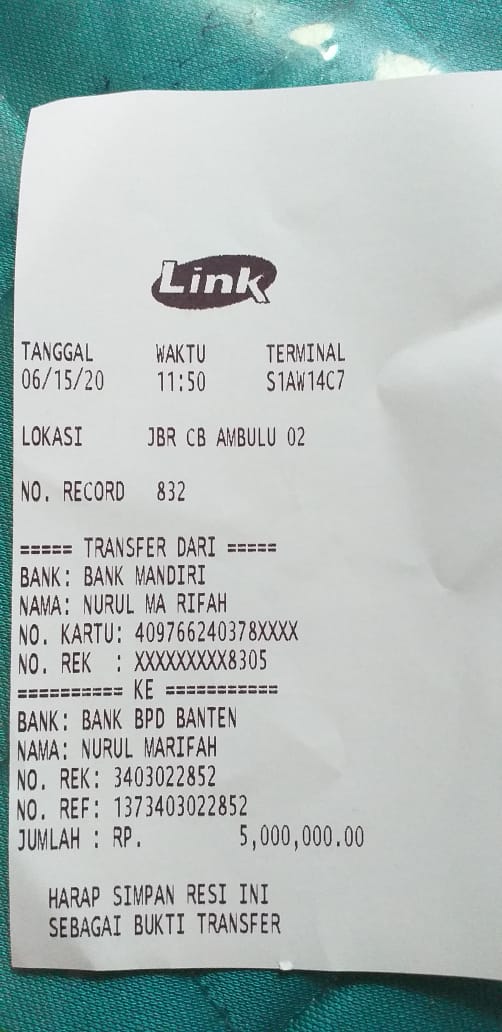 Link
TANGGAL WAKTU TERMINAL
06/15/20 11:50 S1AW14C7
LOKASI JBR CB AMBULU 02
NO. RECORD 832
===== TRANSFER DARI =====
BANK: BANK MANDIRI
NAMA: NURUL MA RIFAH
NO. KARTU: 409766240378XXXX
NO. REK : XXXXXXXXX8305
========== KE ===========
BANK: BANK BPD BANTEN
NAMA: NURUL MARIFAH
NO. REK: 3403022852
NO. REF: 1373403022852
JUMLAH : RP. 5,000,000.00
HARAP SIMPAN RESI INI
SEBAGAI BUKTI TRANSFER